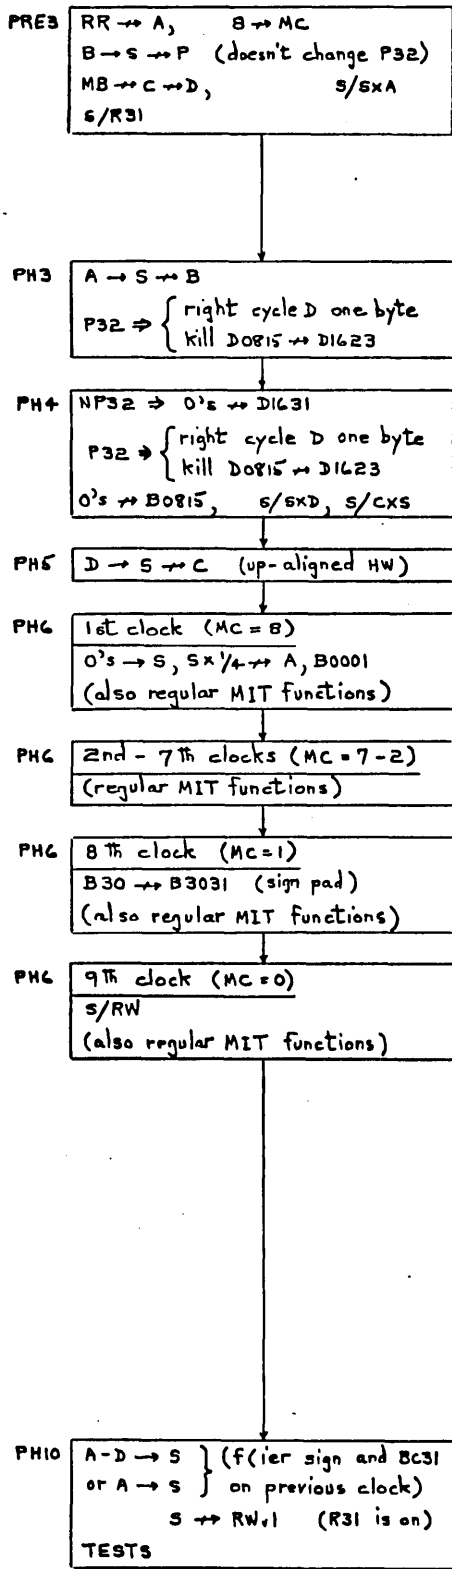 PRE3 RR ↛ A, 8 ↛ MC
B → S ↛ P (doesn't change P32)
MB ↛ C ↛ D, S/SXA
S/R31
PH3 A → S ↛ B
P32 ⇒ { right cycle D one byte
kill D0815 ↛ D1623
PH4 NP32 ⇒ 0's ↛ D1631
P32 ⇒ { right cycle D one byte
kill D0815 ↛ D1623
0's ↛ B0815, S/SXD, S/CXS
PH5 D → S ↛ C (up-aligned HW)
PH6 1st clock (MC = 8)
0's → S, S x 1/4 ↛ A, B0001
(also regular MIT functions)
PH6 2nd - 7th clocks (MC = 7-2)
(regular MIT functions)
PH6 8th clock (MC=1)
B30 ↛ B3031 (sign pad)
(also regular MIT functions)
PH6 9th clock (MC=0)
S/RW
(also regular MIT functions)
PH10 A-D → S } (f(ier sign and BC31
or A → S on previous clock)
S ↛ RWv1 (R31 is on)
TESTS